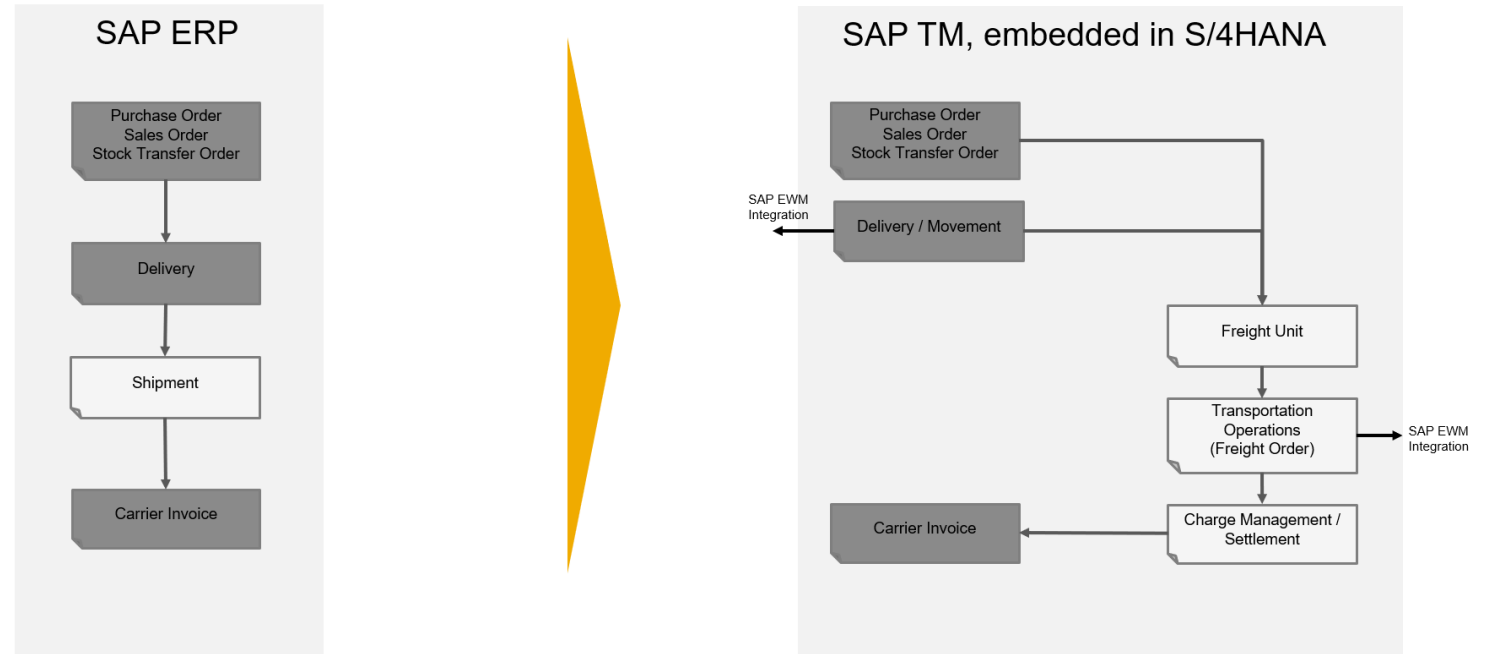 SAP ERP
Purchase Order
Sales Order
Stock Transfer Order
Delivery
Shipment
Carrier Invoice
SAP TM, embedded in S/4HANA
Purchase Order
Sales Order
Stock Transfer Order
SAP EWM
Integration
Delivery / Movement
Freight Unit
Transportation
Operations
(Freight Order)
SAP EWM
Integration
Charge Management /
Settlement
Carrier Invoice